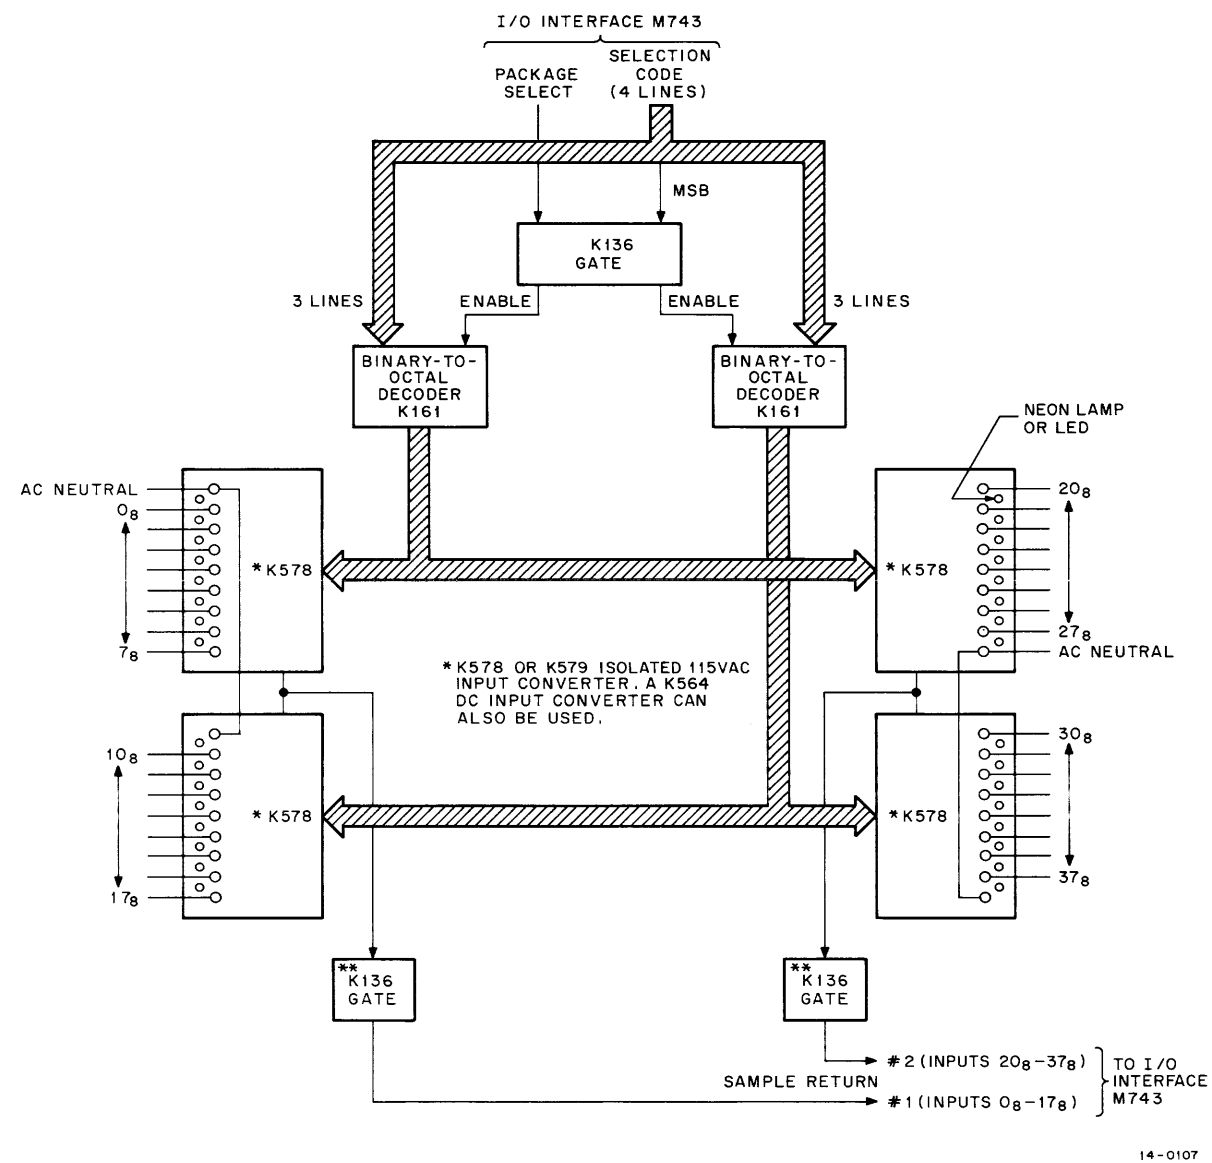 I/O INTERFACE M743
PACKAGE
SELECT
SELECTION
CODE
(4 LINES)
MSB
K136
GATE
3 LINES
ENABLE
ENABLE
3 LINES
BINARY-TO-
OCTAL
DECODER
K161
BINARY-TO-
OCTAL
DECODER
K161
NEON LAMP
OR LED
AC NEUTRAL
0₈
7₈
*K578
*K578
20₈
27₈
AC NEUTRAL
*K578 OR K579 ISOLATED 115VAC
INPUT CONVERTER. A K564
DC INPUT CONVERTER CAN
ALSO BE USED.
10₈
17₈
*K578
*K578
30₈
37₈
**
K136
GATE
**
K136
GATE
#2 (INPUTS 20₈-37₈)
SAMPLE RETURN
#1 (INPUTS 0₈-17₈)
TO I/O
INTERFACE
M743
14-0107